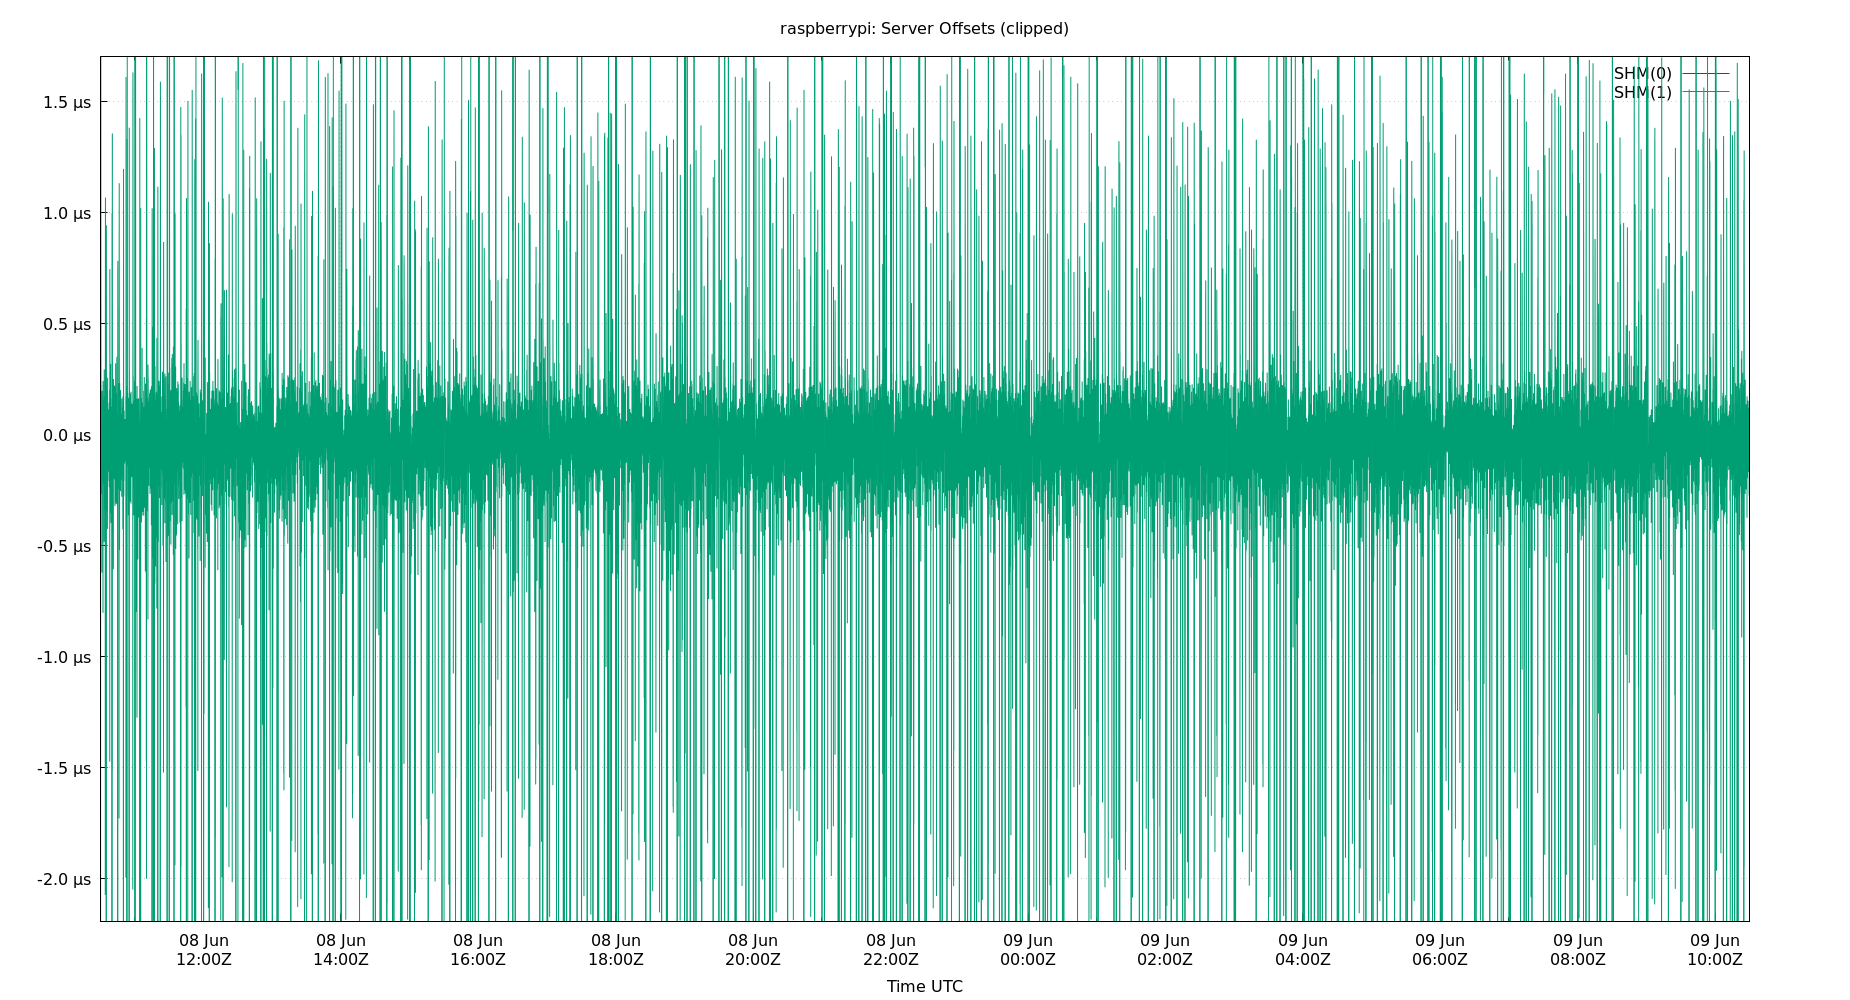 raspberrypi: Server Offsets (clipped)
SHM(0)
SHM(1)
1.5 µs
1.0 µs
0.5 µs
0.0 µs
-0.5 µs
-1.0 µs
-1.5 µs
-2.0 µs
08 Jun 08 Jun 08 Jun 08 Jun 08 Jun 08 Jun 09 Jun 09 Jun 09 Jun 09 Jun 09 Jun 09 Jun
12:00Z 14:00Z 16:00Z 18:00Z 20:00Z 22:00Z 00:00Z 02:00Z 04:00Z 06:00Z 08:00Z 10:00Z
Time UTC